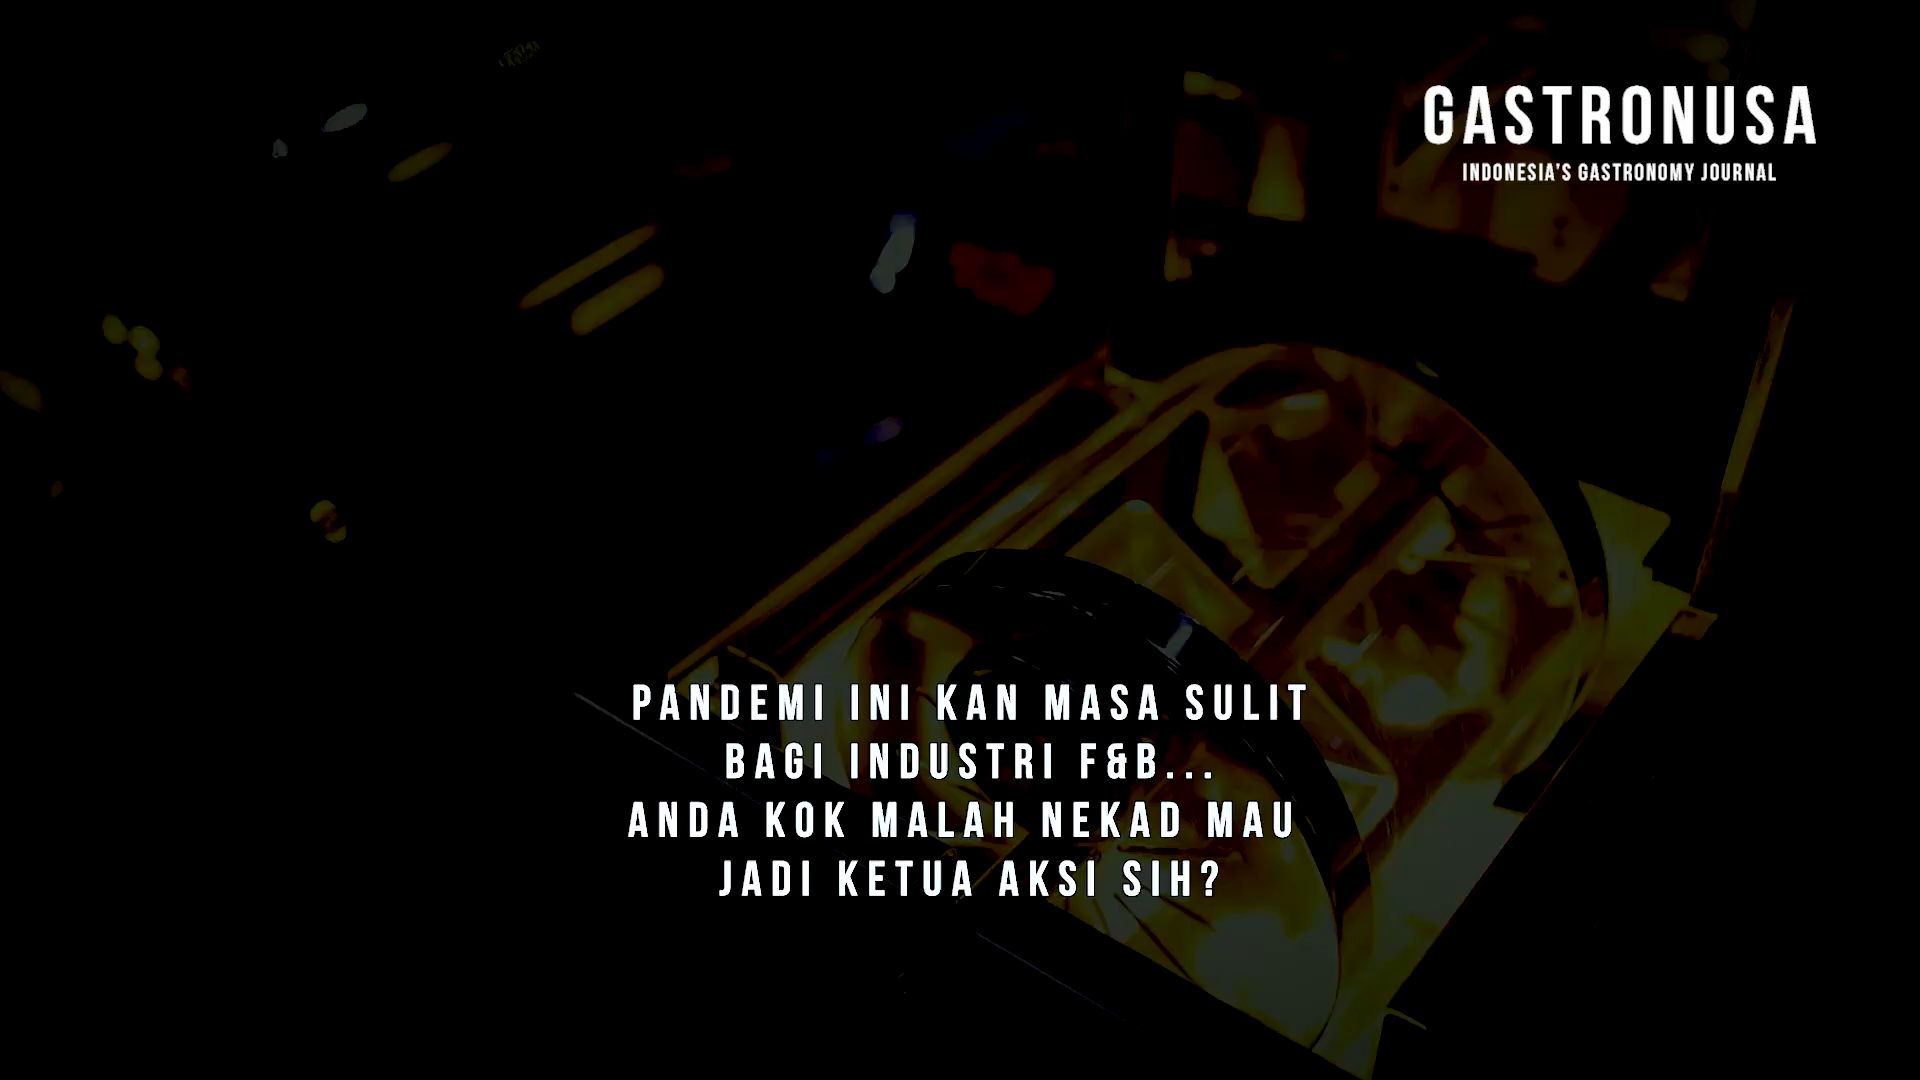 GASTRONUSA
INDONESIA'S GASTRONOMY JOURNAL
PANDEMI INI KAN MASA SULIT
BAGI INDUSTRI F&B...
ANDA KOK MALAH NEKAD MAU
JADI KETUA AKSI SIH?